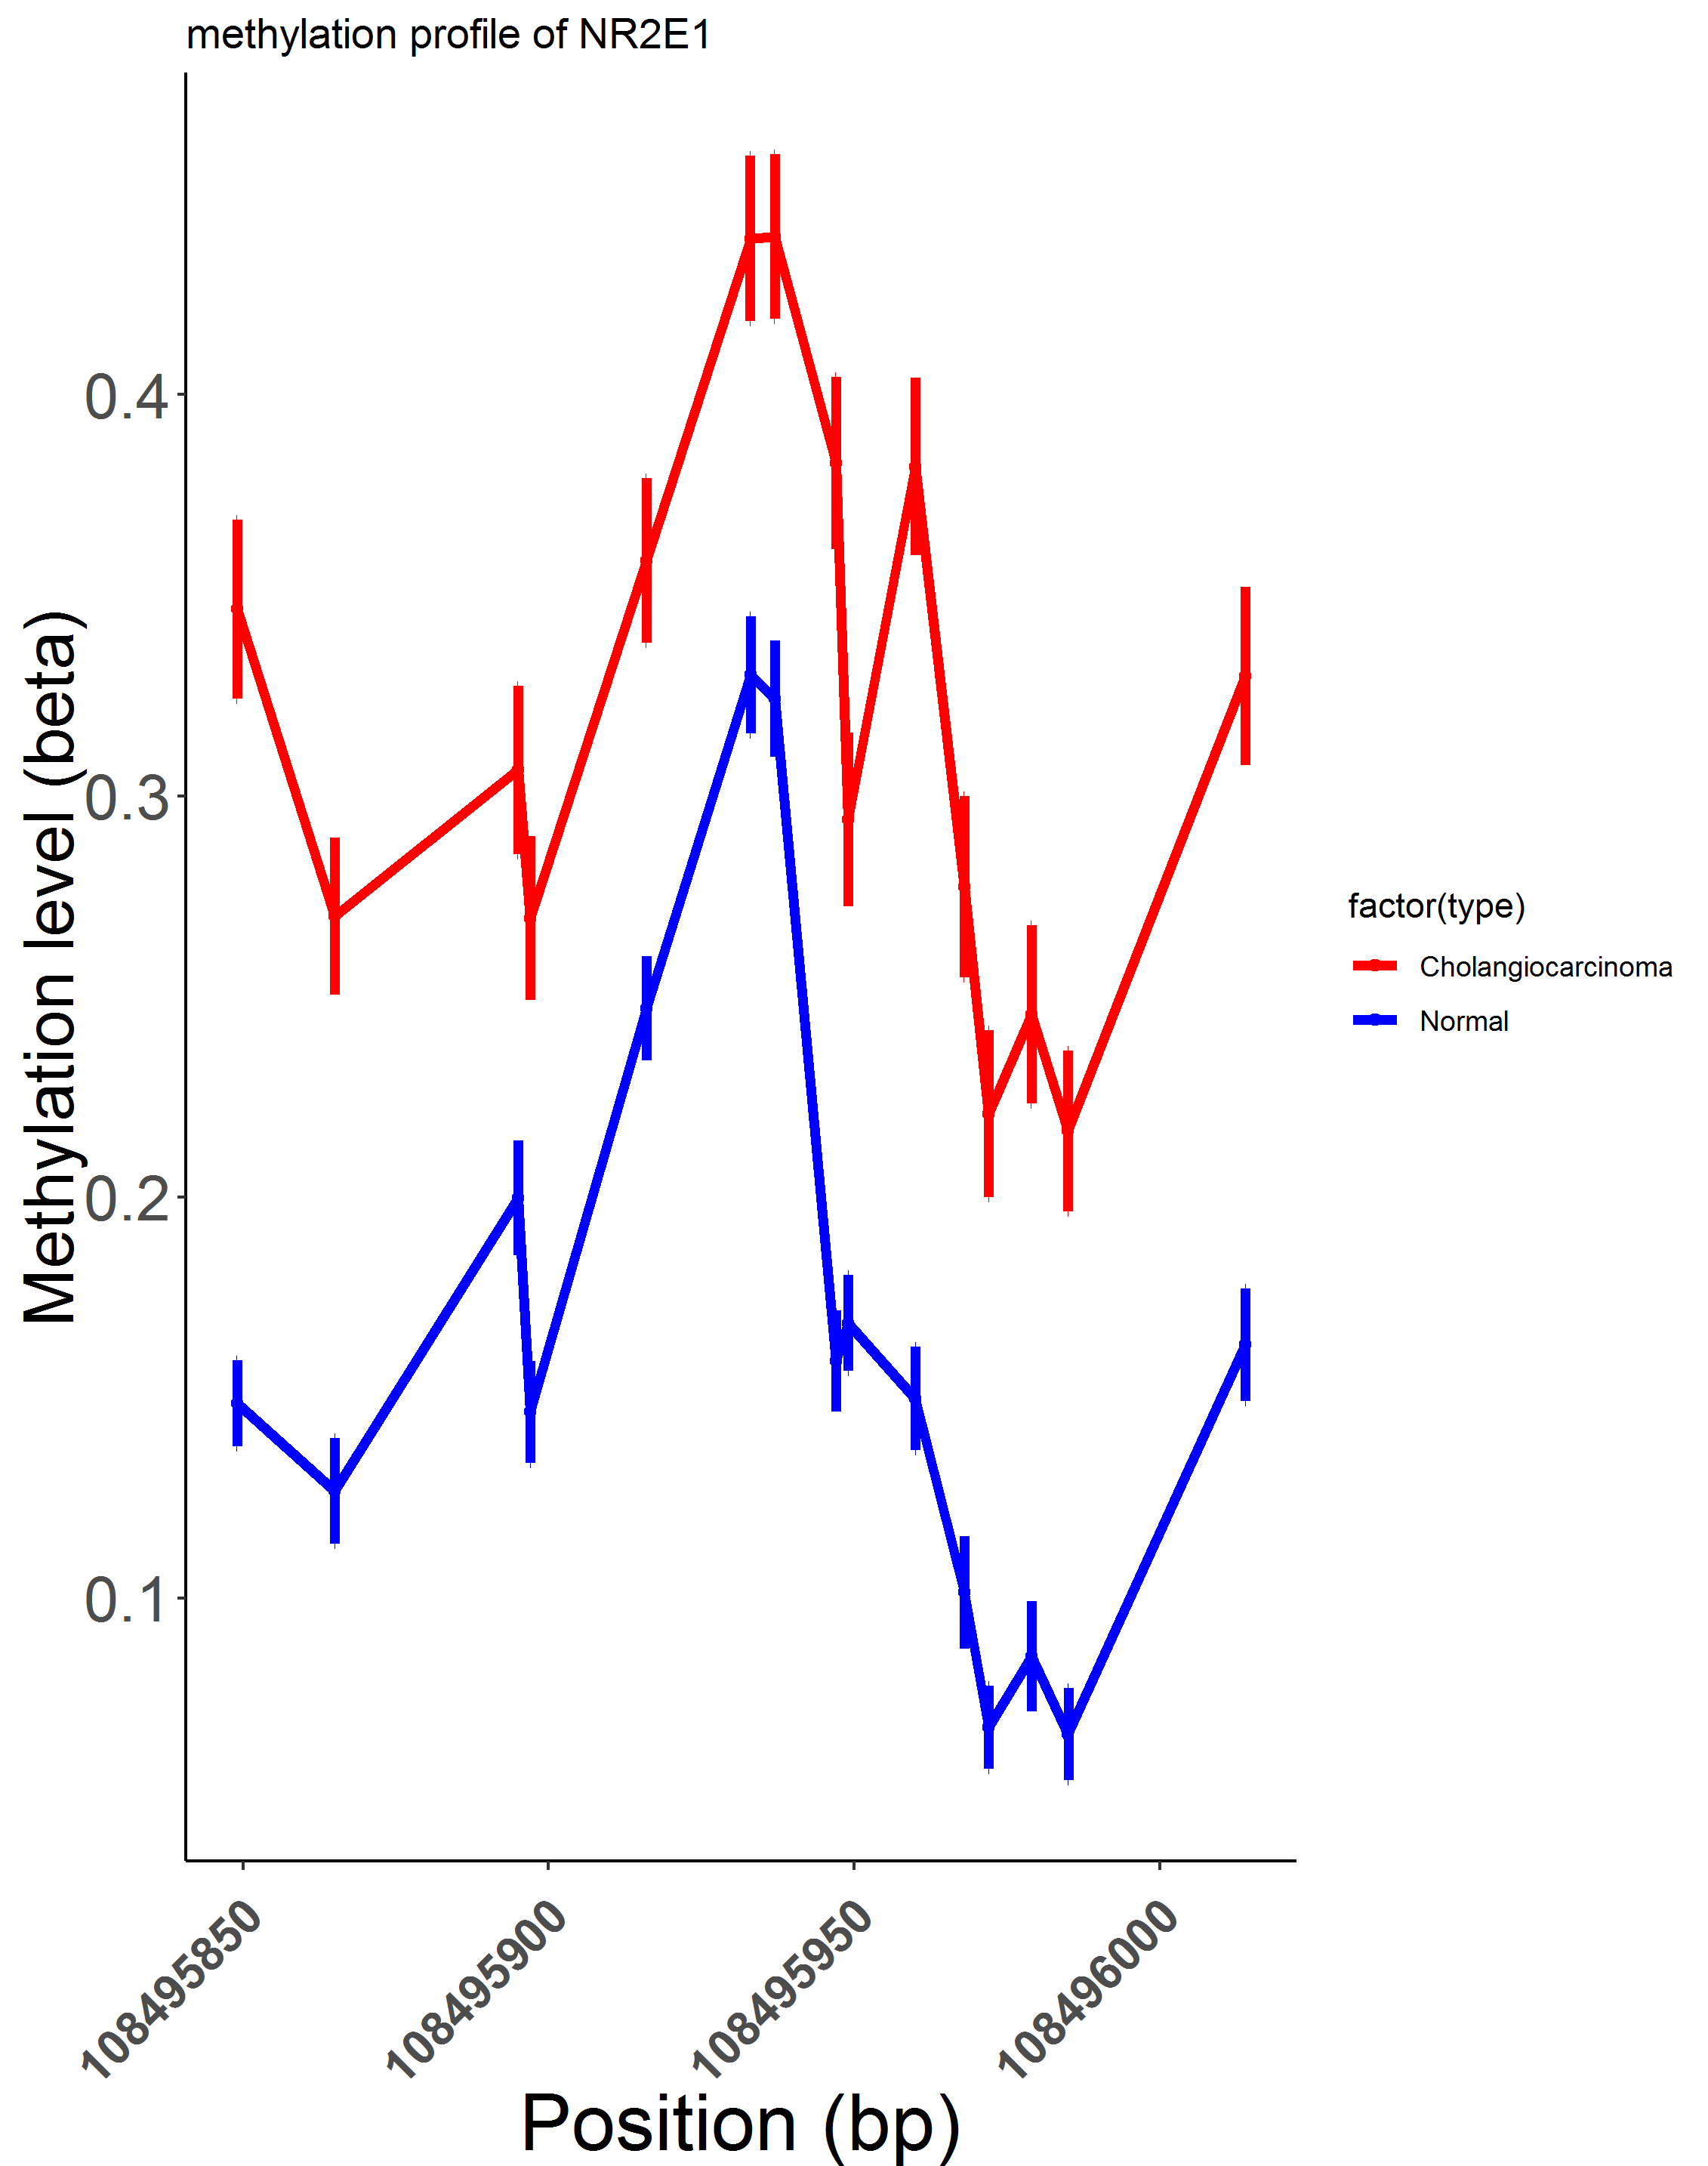 methylation profile of NR2E1
Methylation level (beta)
0.4
0.3
0.2
0.1
108495850
108495900
108495950
108496000
Position (bp)
factor(type)
Cholangiocarcinoma
Normal